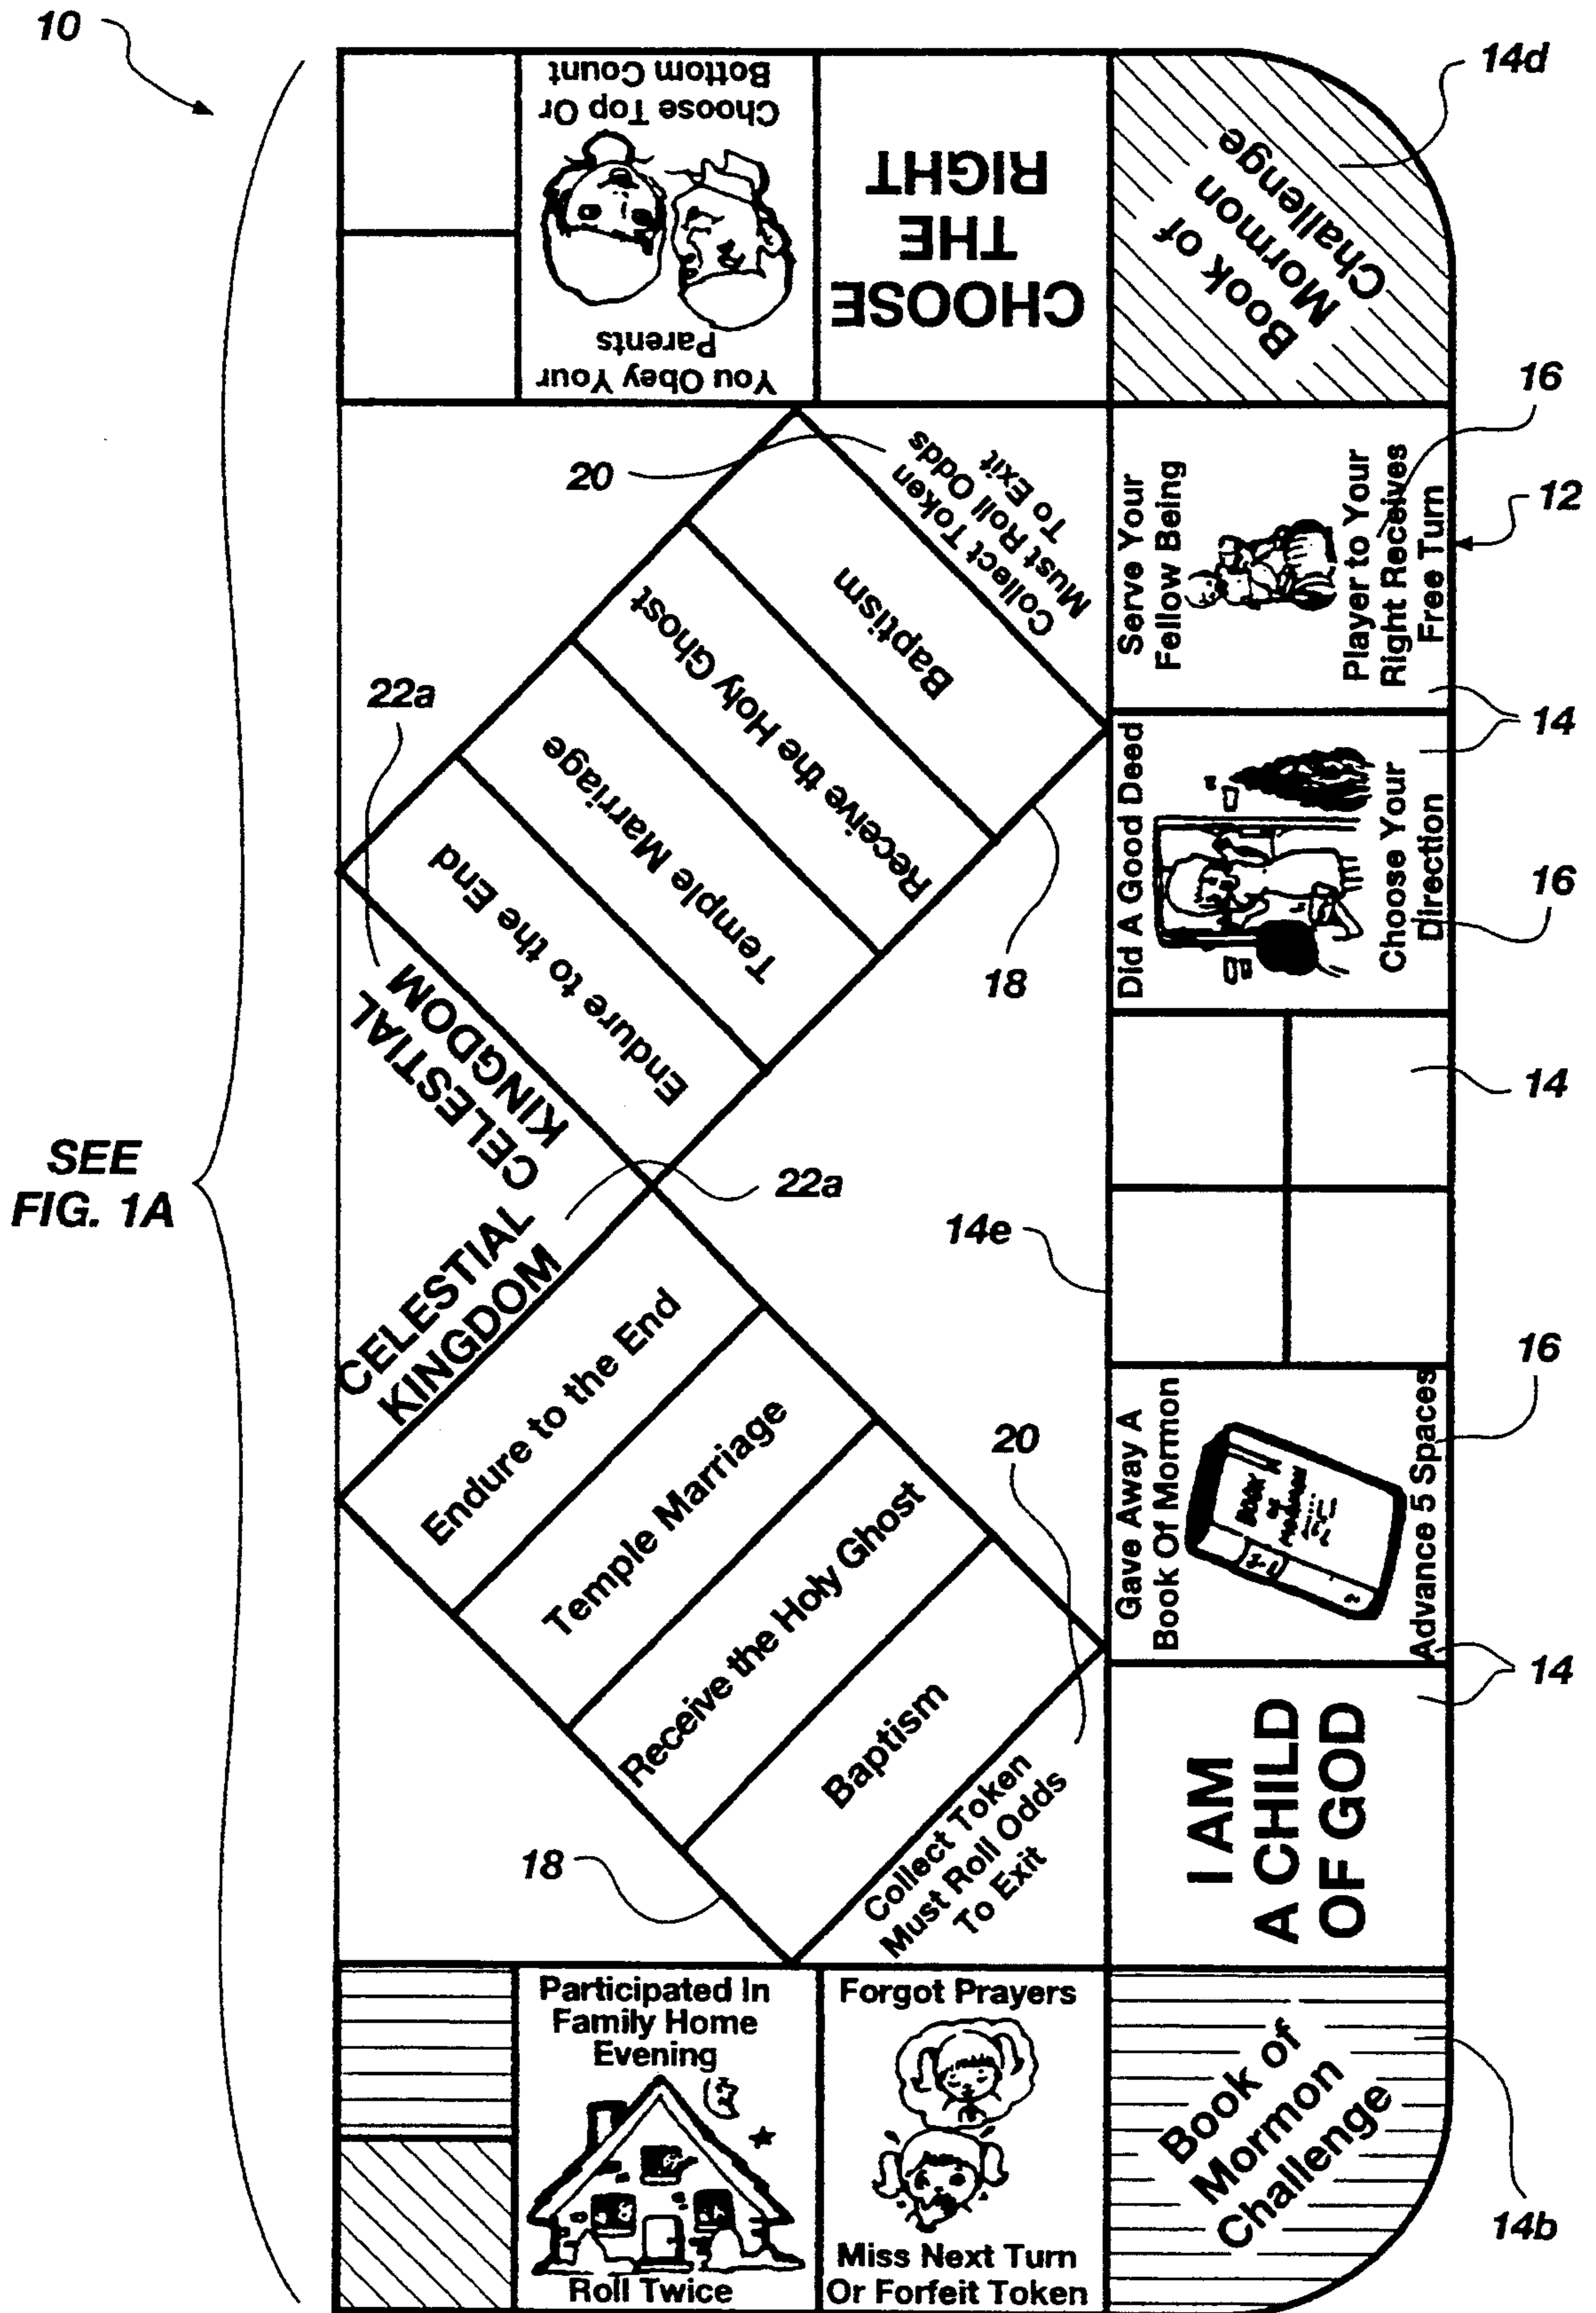 10
14d
You Obey Your
Parents
Choose Top Or
Bottom Count
CHOOSE
THE
RIGHT
Book of
Mormon
Challenge
16
20
Collect Token
Must Roll Odds
To Exit
Baptism
Receive the Holy Ghost
Temple Marriage
Endure to the End
CELESTIAL
KINGDOM
22a
18
Serve Your
Fellow Being
Player to Your
Right Receives
Free Turn
12
14
Did A Good Deed
Choose Your
Direction
16
14
SEE
FIG. 1A
22a
14e
CELESTIAL
KINGDOM
Endure to the End
Temple Marriage
Receive the Holy Ghost
Baptism
Collect Token
Must Roll Odds
To Exit
20
18
Gave Away A
Book Of Mormon
BOOK
OF
MORMON
Advance 5 Spaces
16
14
I AM
A CHILD
OF GOD
Participated In
Family Home
Evening
Roll Twice
Forgot Prayers
Miss Next Turn
Or Forfeit Token
Book of
Mormon
Challenge
14b